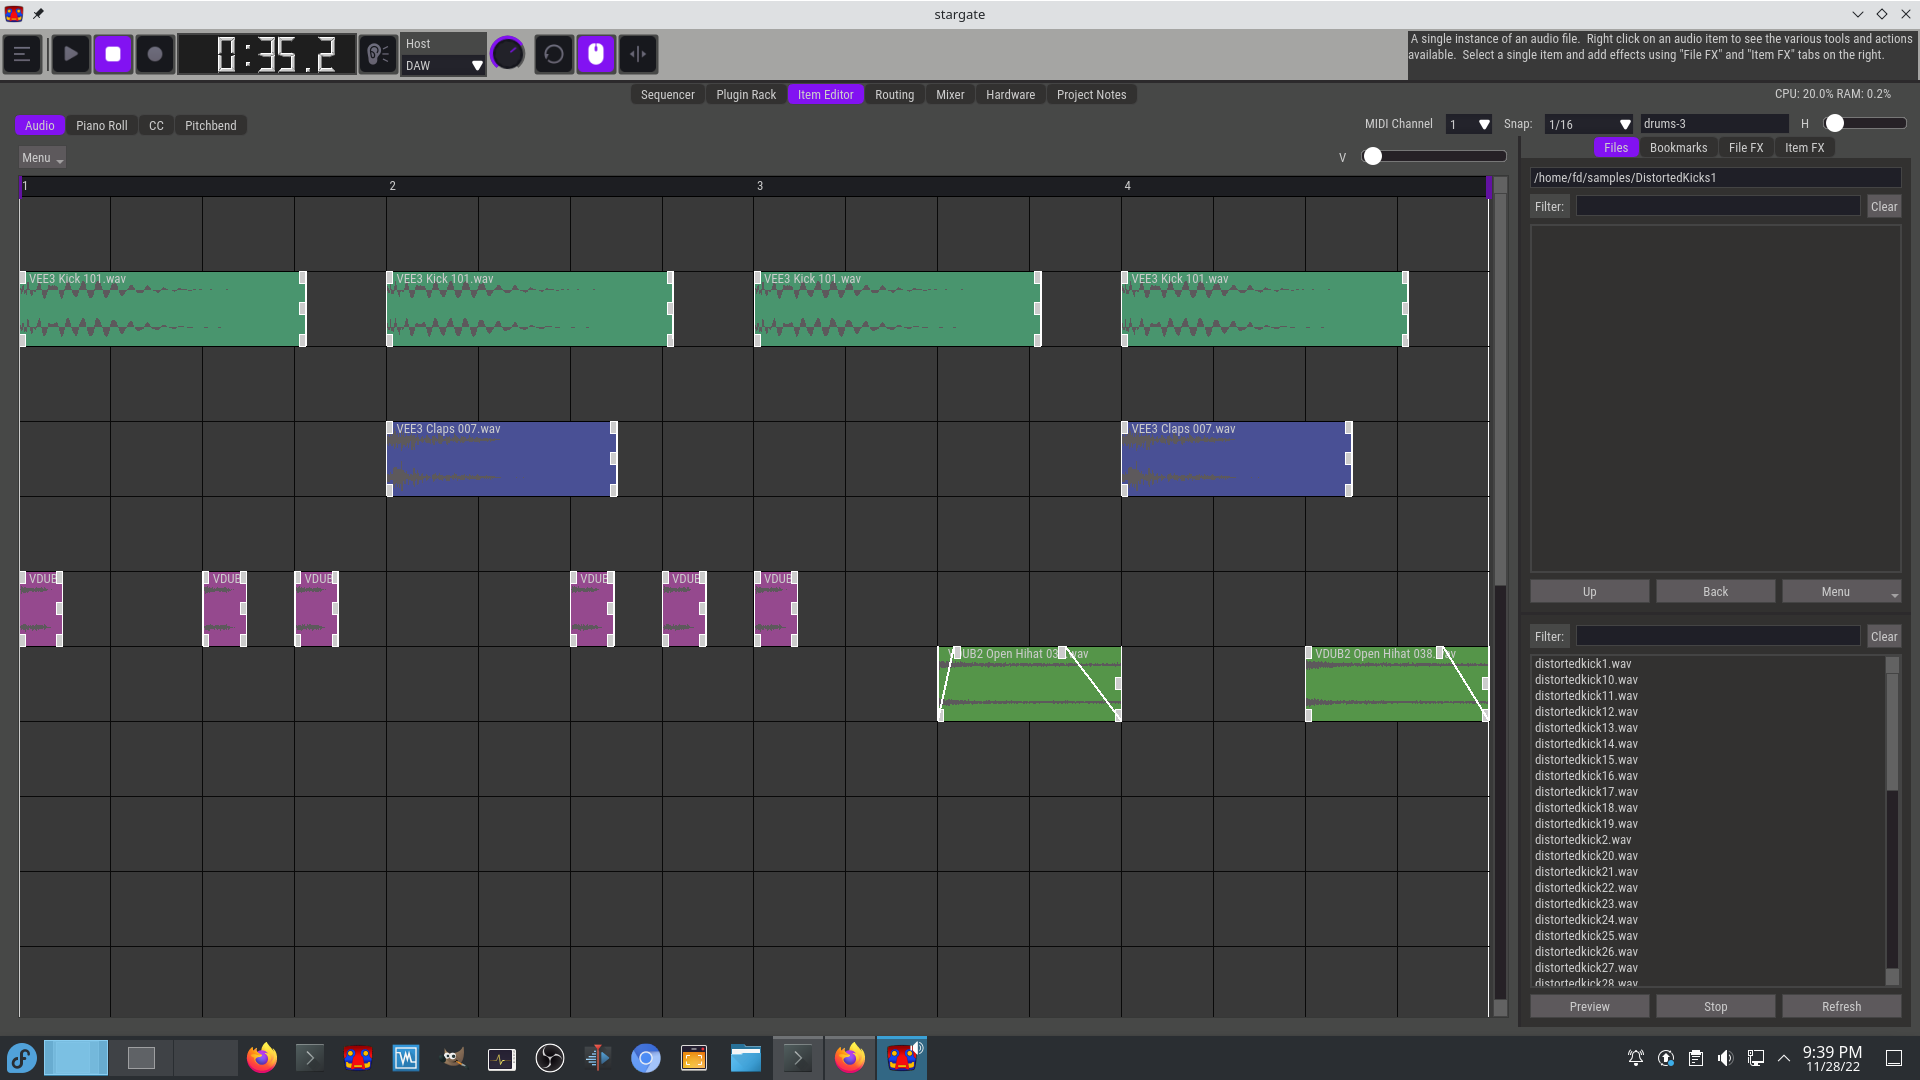 stargate
0:35.2
Host
DAW
A single instance of an audio file.  Right click on an audio item to see the various tools and actions
available.  Select a single item and add effects using "File FX" and "Item FX" tabs on the right.
Sequencer Plugin Rack Item Editor Routing Mixer Hardware Project Notes
CPU: 20.0% RAM: 0.2%
Audio Piano Roll CC Pitchbend
MIDI Channel 1 Snap: 1/16 drums-3 H
Menu
V
Files Bookmarks File FX Item FX
/home/fd/samples/DistortedKicks1
Filter: Clear
1 2 3 4
VEE3 Kick 101.wav VEE3 Kick 101.wav VEE3 Kick 101.wav VEE3 Kick 101.wav
VEE3 Claps 007.wav VEE3 Claps 007.wav
VDUB VDUB VDUB VDUB VDUB VDUB
Up Back Menu
Filter: Clear
VDUB2 Open Hihat 03 wav VDUB2 Open Hihat 038.
distortedkick1.wav
distortedkick10.wav
distortedkick11.wav
distortedkick12.wav
distortedkick13.wav
distortedkick14.wav
distortedkick15.wav
distortedkick16.wav
distortedkick17.wav
distortedkick18.wav
distortedkick19.wav
distortedkick2.wav
distortedkick20.wav
distortedkick21.wav
distortedkick22.wav
distortedkick23.wav
distortedkick24.wav
distortedkick25.wav
distortedkick26.wav
distortedkick27.wav
distortedkick28.wav
Preview Stop Refresh
9:39 PM
11/28/22